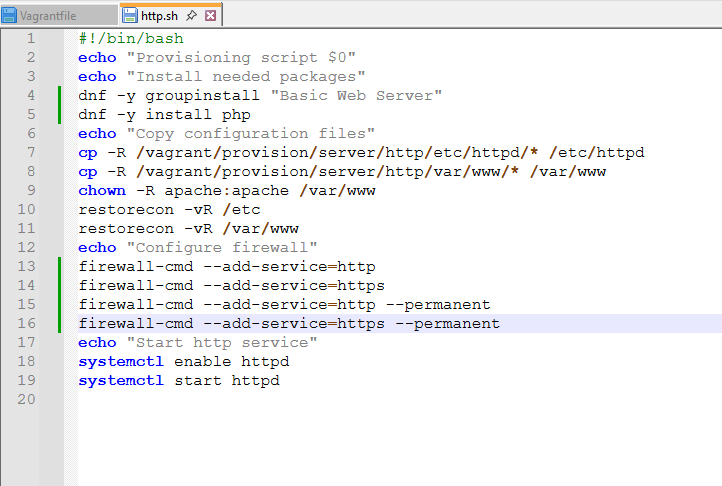 Vagrantfile http.sh
1 #!/bin/bash
2 echo "Provisioning script $0"
3 echo "Install needed packages"
4 dnf -y groupinstall "Basic Web Server"
5 dnf -y install php
6 echo "Copy configuration files"
7 cp -R /vagrant/provision/server/http/etc/httpd/* /etc/httpd
8 cp -R /vagrant/provision/server/http/var/www/* /var/www
9 chown -R apache:apache /var/www
10 restorecon -vR /etc
11 restorecon -vR /var/www
12 echo "Configure firewall"
13 firewall-cmd --add-service=http
14 firewall-cmd --add-service=https
15 firewall-cmd --add-service=http --permanent
16 firewall-cmd --add-service=https --permanent
17 echo "Start http service"
18 systemctl enable httpd
19 systemctl start httpd
20